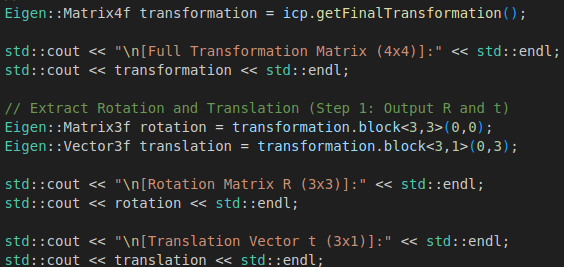 Eigen::Matrix4f transformation = icp.getFinalTransformation();
std::cout << "\n[Full Transformation Matrix (4x4)]:" << std::endl;
std::cout << transformation << std::endl;
// Extract Rotation and Translation (Step 1: Output R and t)
Eigen::Matrix3f rotation = transformation.block<3,3>(0,0);
Eigen::Vector3f translation = transformation.block<3,1>(0,3);
std::cout << "\n[Rotation Matrix R (3x3)]:" << std::endl;
std::cout << rotation << std::endl;
std::cout << "\n[Translation Vector t (3x1)]:" << std::endl;
std::cout << translation << std::endl;